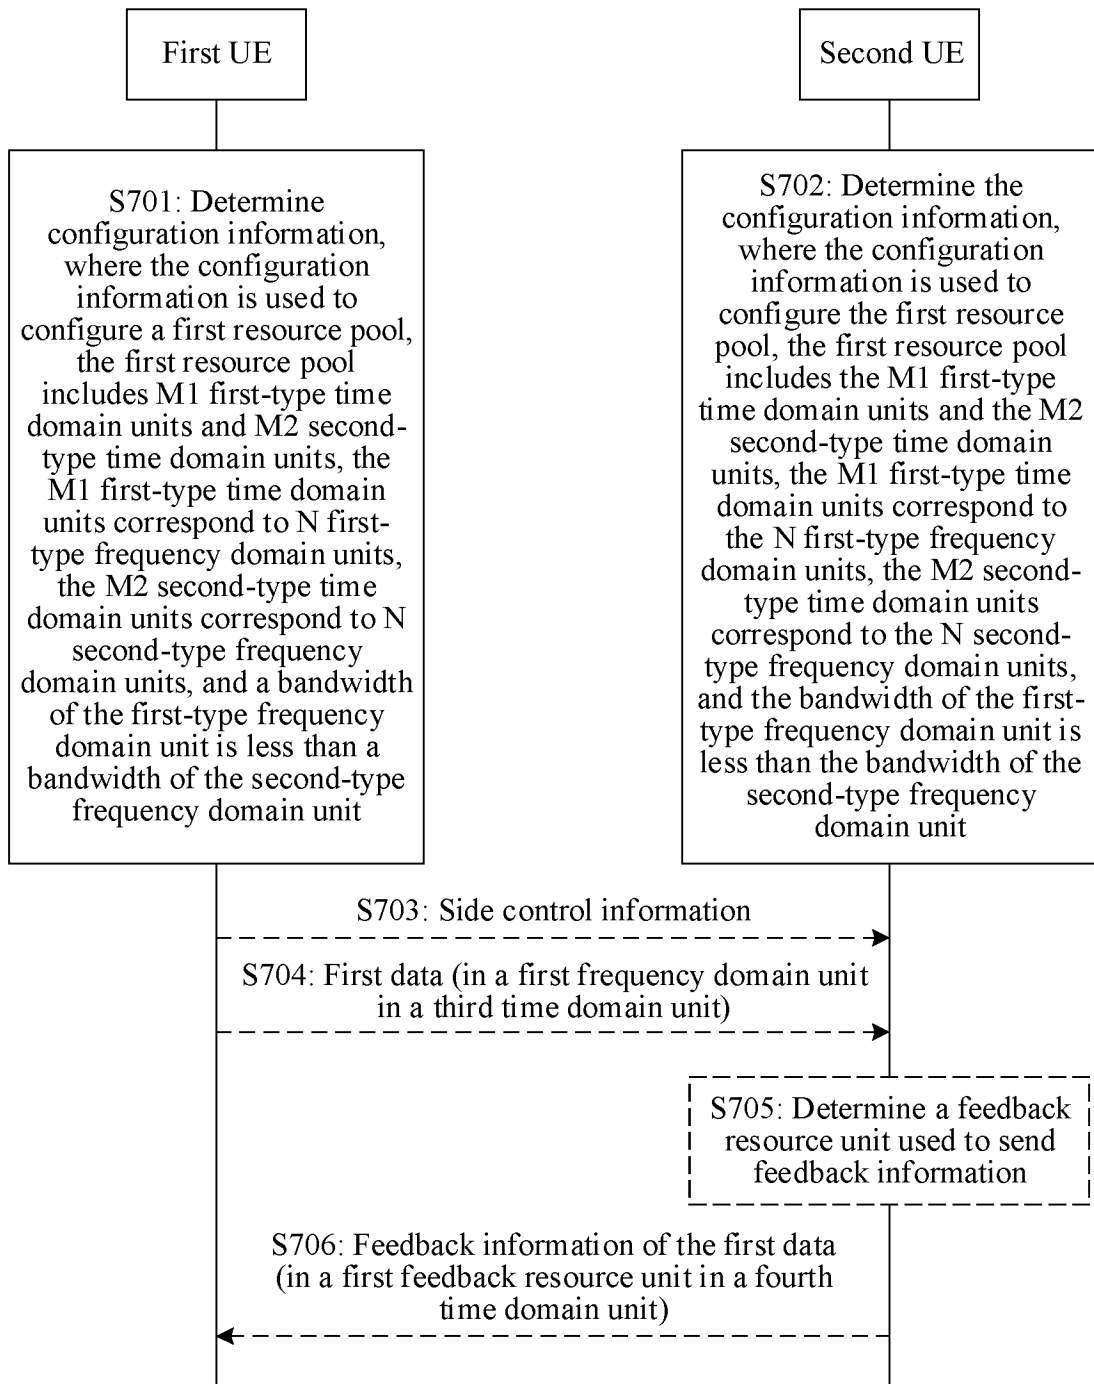 First UE
Second UE
S701: Determine
configuration information,
where the configuration
information is used to
configure a first resource pool,
the first resource pool
includes M1 first-type time
domain units and M2 second-
type time domain units, the
M1 first-type time domain
units correspond to N first-
type frequency domain units,
the M2 second-type time
domain units correspond to N
second-type frequency
domain units, and a bandwidth
of the first-type frequency
domain unit is less than a
bandwidth of the second-type
frequency domain unit
S702: Determine the
configuration information,
where the configuration
information is used to
configure the first resource
pool, the first resource pool
includes the M1 first-type
time domain units and the M2
second-type time domain
units, the M1 first-type time
domain units correspond to
the N first-type frequency
domain units, the M2 second-
type time domain units
correspond to the N second-
type frequency domain units,
and the bandwidth of the first-
type frequency domain unit is
less than the bandwidth of the
second-type frequency
domain unit
S703: Side control information
S704: First data (in a first frequency domain unit
in a third time domain unit)
S705: Determine a feedback
resource unit used to send
feedback information
S706: Feedback information of the first data
(in a first feedback resource unit in a fourth
time domain unit)